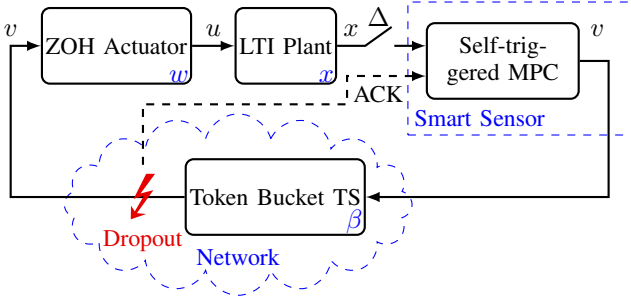 v
ZOH Actuator
w
u
LTI Plant
x
x
Δ
Self-trig-
gered MPC
v
ACK
Smart Sensor
Token Bucket TS
β
Dropout
Network